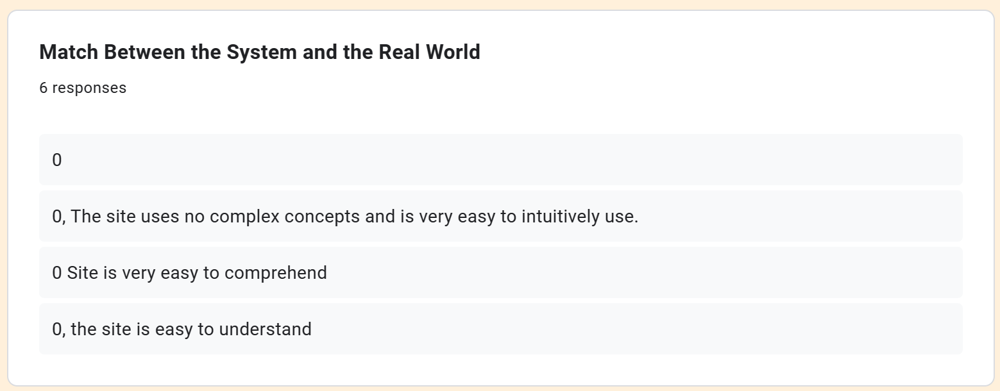 Match Between the System and the Real World
6 responses
0
0, The site uses no complex concepts and is very easy to intuitively use.
0 Site is very easy to comprehend
0, the site is easy to understand